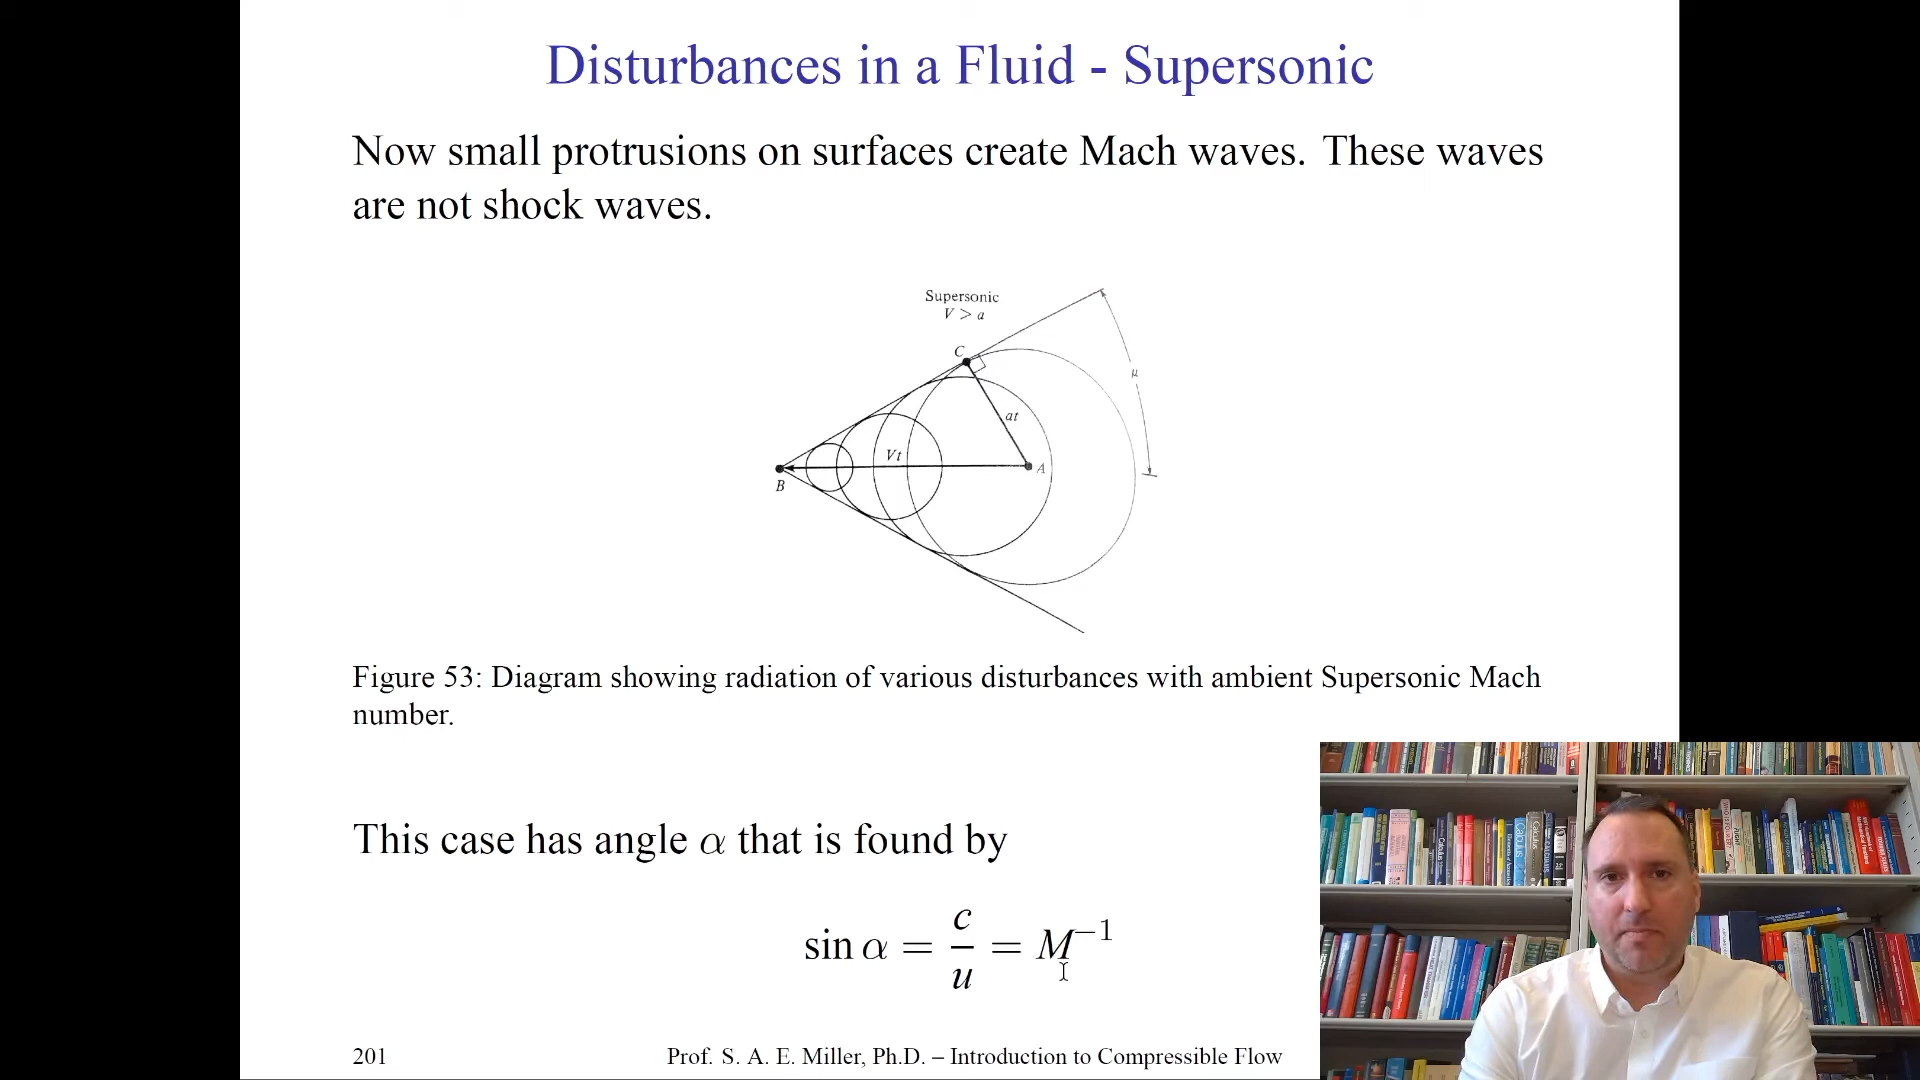 Disturbances in a Fluid - Supersonic
Now small protrusions on surfaces create Mach waves. These waves
are not shock waves.
Supersonic
V > a
C
μ
at
Vt
A
B
Figure 53: Diagram showing radiation of various disturbances with ambient Supersonic Mach
number.
This case has angle α that is found by
sin α = c/u = M⁻¹
201 Prof. S. A. E. Miller, Ph.D. – Introduction to Compressible Flow